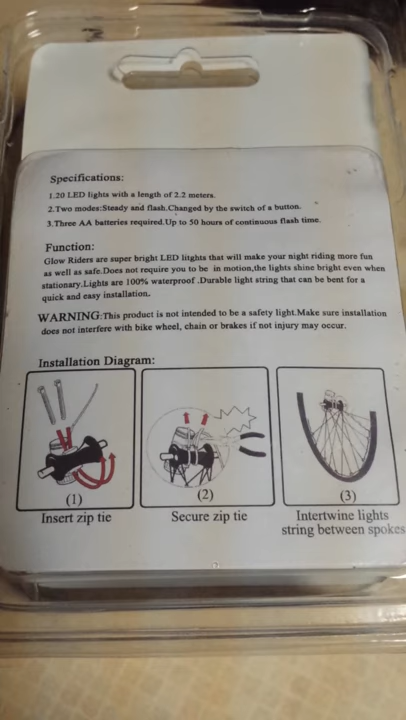 Specifications:
1.20 LED lights with a length of 2.2 meters.
2.Two modes:Steady and flash.Changed by the switch of a button.
3.Three AA batteries required.Up to 50 hours of continuous flash time.
Function:
Glow Riders are super bright LED liights that will make your night riding more fun
as well as safe.Does not require you to be in motion,the lights shine bright even when
stationary.Lights are 100% waterproof .Durable light string that can be bent for a
quick and easy installation.
WARNING:This product is not intended to be a safety light.Make sure installation
does not interfere with bike wheel, chain or brakes if not injury may occur.
Installation Diagram:
(1)
Insert zip tie
(2)
Secure zip tie
(3)
Intertwine lights
string between spokes